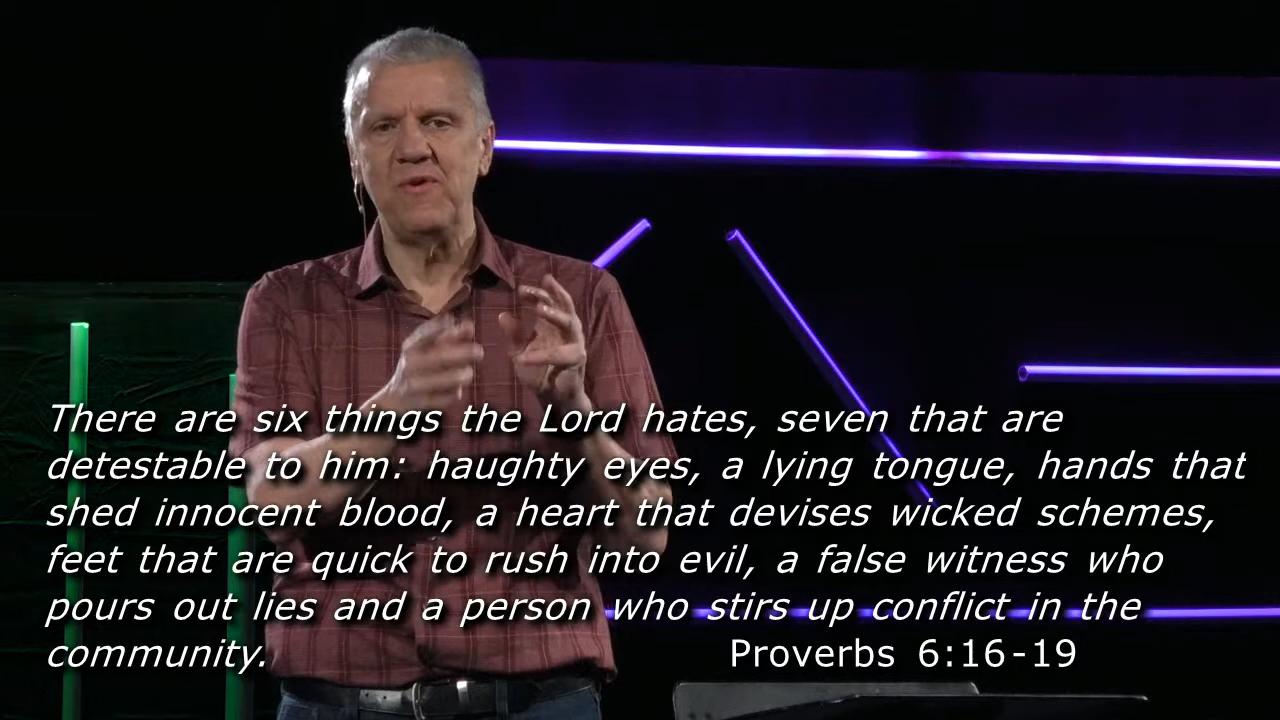 There are six things the Lord hates, seven that are
detestable to him: haughty eyes, a lying tongue, hands that
shed innocent blood, a heart that devises wicked schemes,
feet that are quick to rush into evil, a false witness who
pours out lies and a person who stirs up conflict in the
community. Proverbs 6:16-19